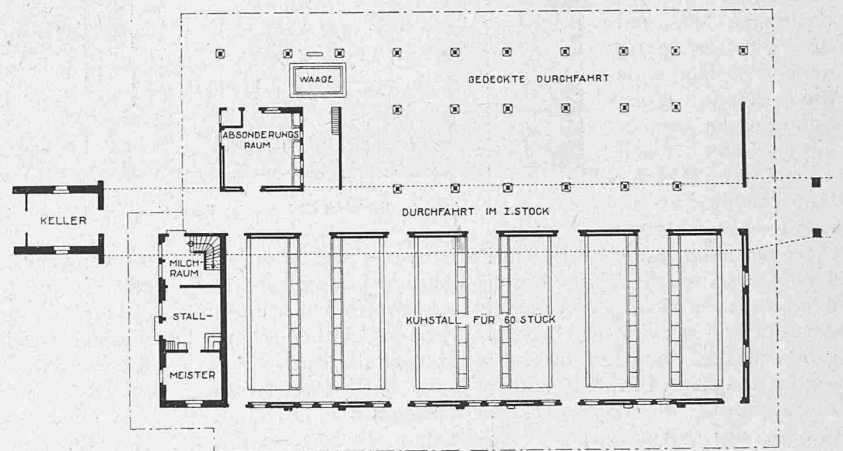 WAAGE
GEDECKTE DURCHFAHRT
ABSONDERUNGS
RAUM
KELLER
DURCHFAHRT IM I.STOCK
MILCH-
RAUM
STALL-
KUHSTALL FÜR 60 STÜCK
MEISTER